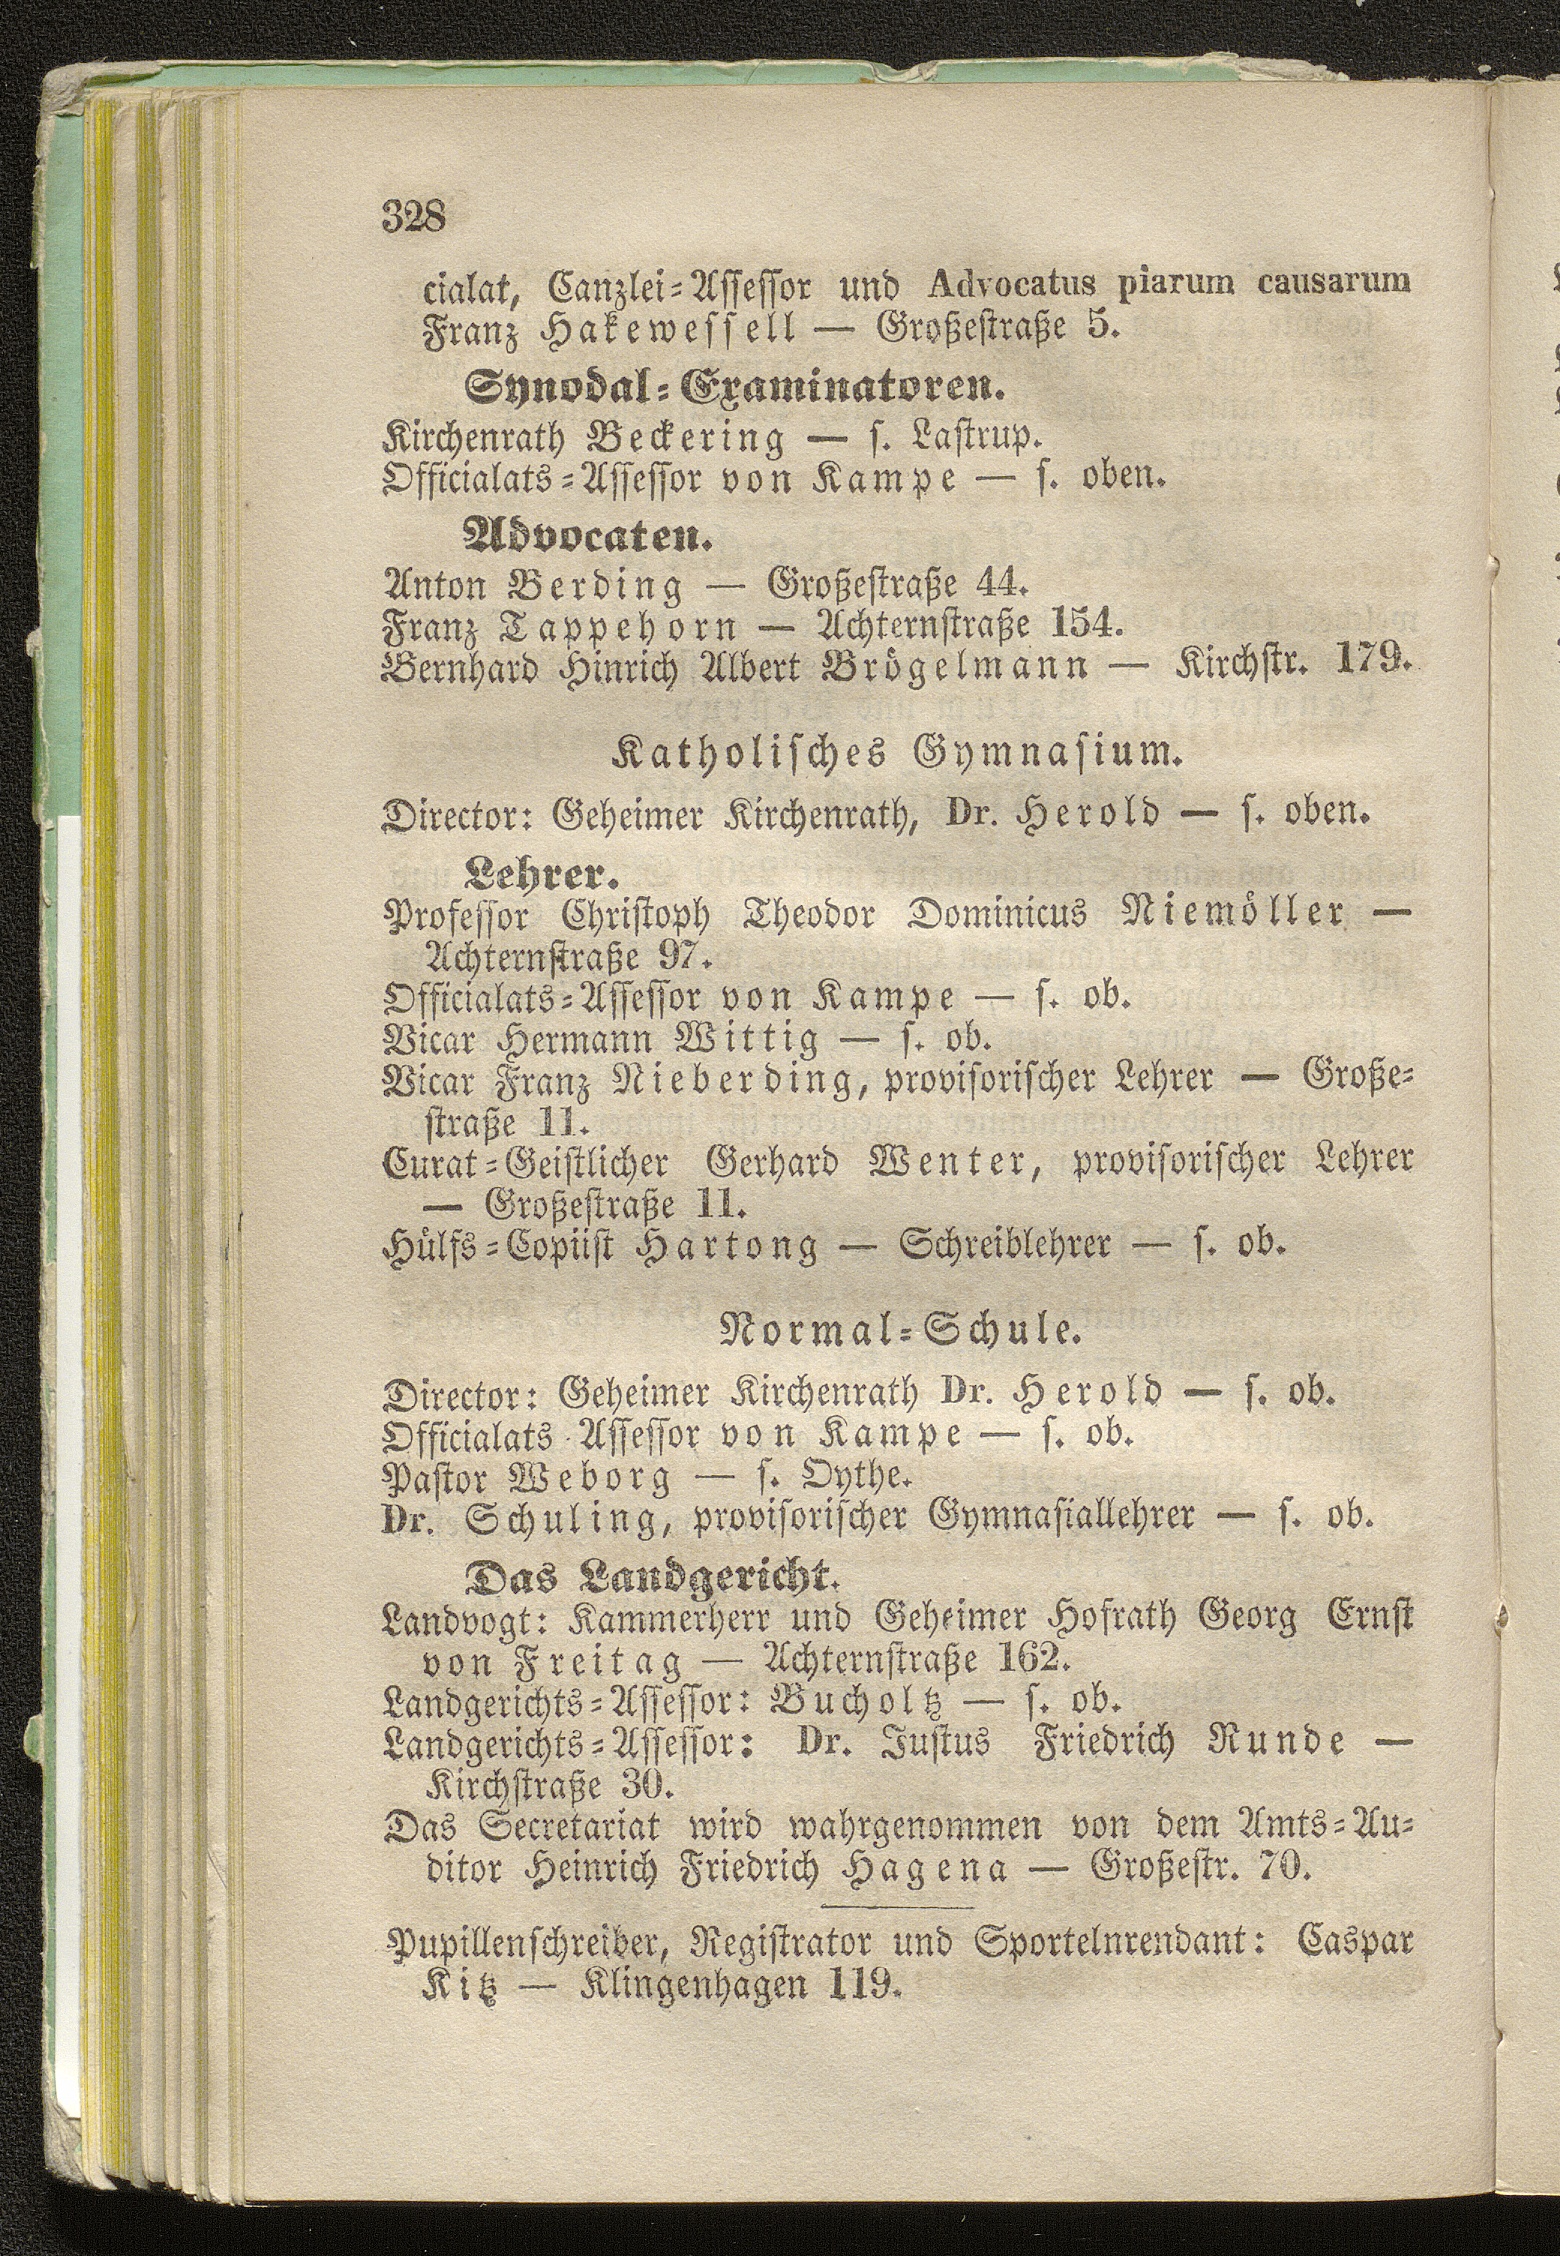 328
cialat, Canzlei-Assessor und Advocatus piarum causarum
Franz Hakewessell — Großestraße 5.
Synodal-Examinatoren.
Kirchenrath Beckering — s. Lastrup.
Officialats-Assessor von Kampe — s. oben.
Advocaten.
Anton Berding — Großestraße 44.
Franz Tappehorn — Achternstraße 154.
Bernhard Hinrich Albert Brögelmann — Kirchstr. 179.
Katholisches Gymnasium.
Director: Geheimer Kirchenrath, Dr. Herold — s. oben.
Lehrer.
Professor Christoph Theodor Dominicus Niemöller —
Achternstraße 97.
Officialats-Assessor von Kampe — s. ob.
Vicar Hermann Wittig — s. ob.
Vicar Franz Nieberding, provisorischer Lehrer — Große-
straße 11.
Curat-Geistlicher Gerhard Wenter, provisorischer Lehrer
— Großestraße 11.
Hülfs-Copiist Hartong — Schreiblehrer — s. ob.
Normal-Schule.
Director: Geheimer Kirchenrath Dr. Herold — s. ob.
Officialats Assessor von Kampe — s. ob.
Pastor Weborg — s. Oythe.
Dr. Schuling, provisorischer Gymnasiallehrer — s. ob.
Das Landgericht.
Landvogt: Kammerherr und Geheimer Hofrath Georg Ernst
von Freitag — Achternstraße 162.
Landgerichts-Assessor: Bucholtz — s. ob.
Landgerichts-Assessor: Dr. Justus Friedrich Runde —
Kirchstraße 30.
Das Secretariat wird wahrgenommen von dem Amts-Au-
ditor Heinrich Friedrich Hagena — Großestr. 70.
Pupillenschreiber, Registrator und Sportelnrendant: Caspar
Kitz — Klingenhagen 119.